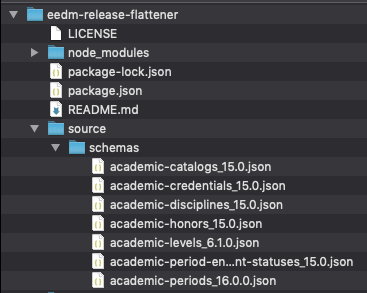 eedm-release-flattener
LICENSE
node_modules
package-lock.json
package.json
README.md
source
schemas
academic-catalogs_15.0.json
academic-credentials_15.0.json
academic-disciplines_15.0.json
academic-honors_15.0.json
academic-levels_6.1.0.json
academic-period-en...nt-statuses_15.0.json
academic-periods_16.0.0.json